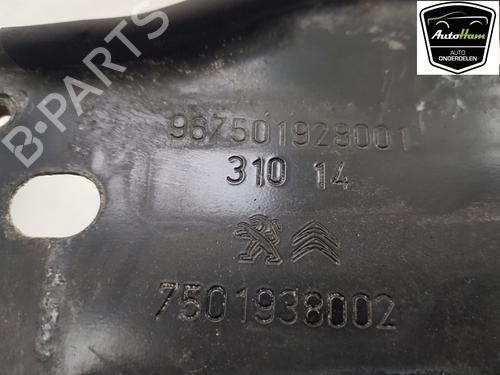 AutoHam
AUTO
ONDERDELEN
B-Parts
967501928001
310 14
7501938002